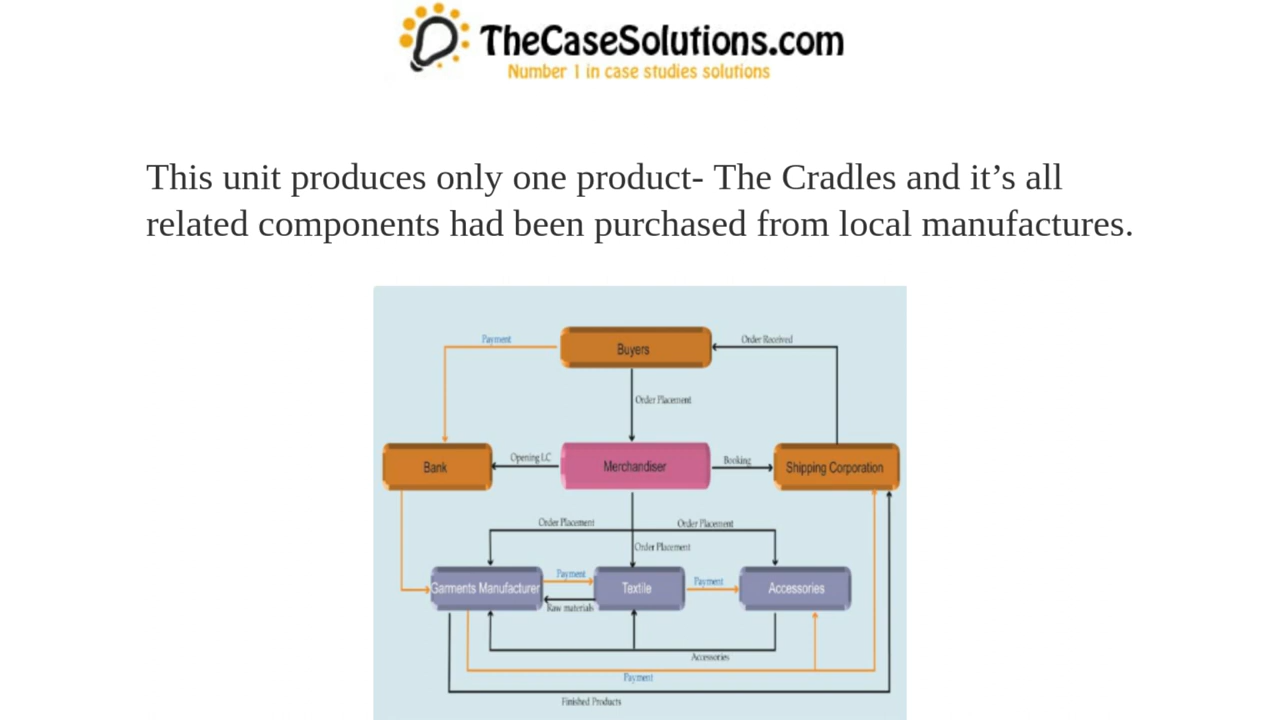 TheCaseSolutions.com
Number 1 in case studies solutions
This unit produces only one product- The Cradles and it’s all
related components had been purchased from local manufactures.
Payment
Buyers
Order Received
Order Placement
Bank
Opening LC
Merchandiser
Booking
Shipping Corporation
Order Placement
Order Placement
Order Placement
Garments Manufacturer
Payment
Textile
Payment
Accessories
Raw materials
Accessories
Payment
Finished Products